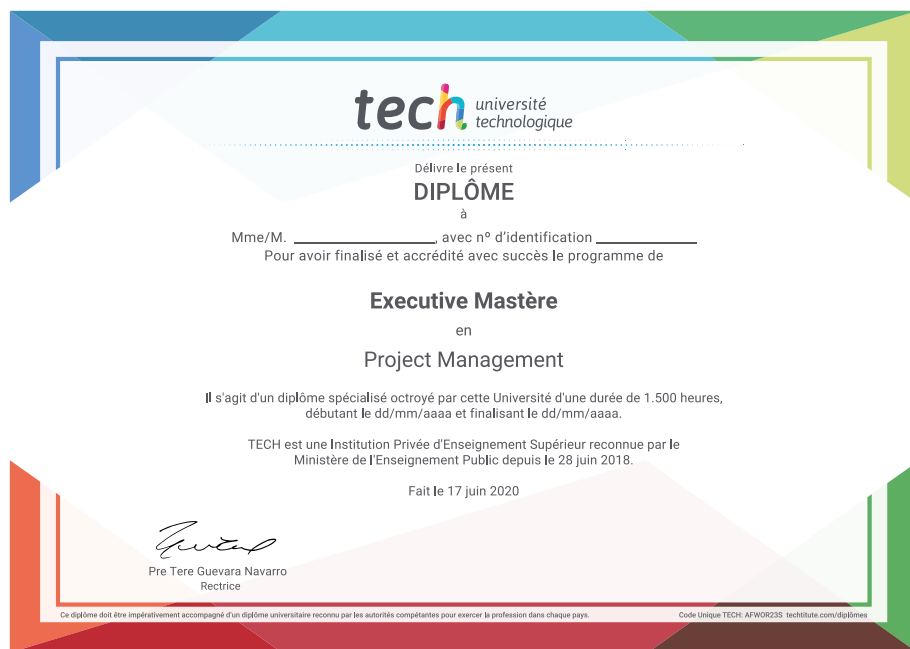 tech université
technologique
Délivre le présent
DIPLÔME
à
Mme/M. ____________________, avec nº d'identification ______________
Pour avoir finalisé et accrédité avec succès le programme de
Executive Mastère
en
Project Management
Il s'agit d'un diplôme spécialisé octroyé par cette Université d'une durée de 1.500 heures,
débutant le dd/mm/aaaa et finalisant le dd/mm/aaaa.
TECH est une Institution Privée d'Enseignement Supérieur reconnue par le
Ministère de l'Enseignement Public depuis le 28 juin 2018.
Fait le 17 juin 2020
Pre Tere Guevara Navarro
Rectrice
Ce diplôme doit être impérativement accompagné d'un diplôme universitaire reconnu par les autorités compétantes pour exercer la profession dans chaque pays.
Code Unique TECH: AFWOR23S techtitute.com/diplômes